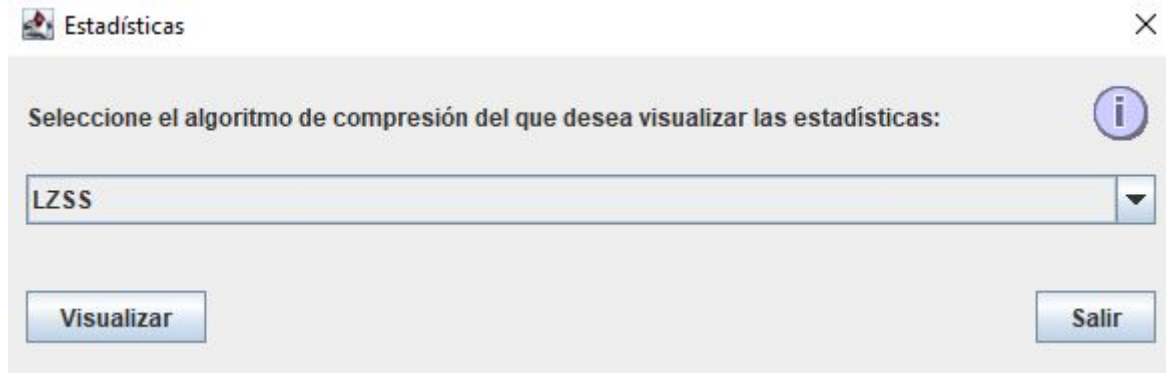 Estadísticas
Seleccione el algoritmo de compresión del que desea visualizar las estadísticas:
LZSS
Visualizar
Salir